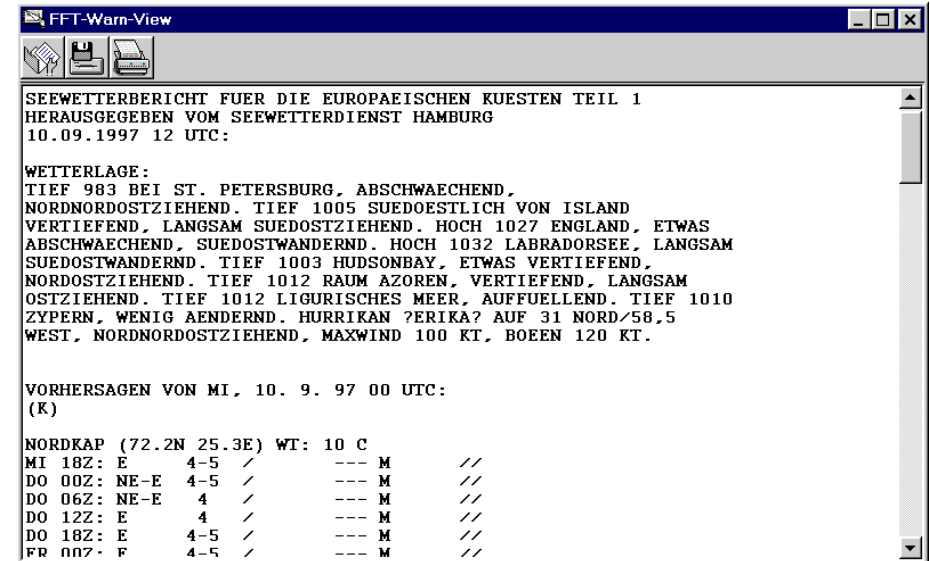 FFT-Warn-View
SEEWETTERBERICHT FUER DIE EUROPAEISCHEN KUESTEN TEIL 1
HERAUSGEGEBEN VOM SEEWETTERDIENST HAMBURG
10.09.1997 12 UTC:
WETTERLAGE:
TIEF 983 BEI ST. PETERSBURG, ABSCHWAECHEND,
NORDNORDOSTZIEHEND. TIEF 1005 SUEDOESTLICH VON ISLAND
VERTIEFEND, LANGSAM SUEDOSTZIEHEND. HOCH 1027 ENGLAND, ETWAS
ABSCHWAECHEND, SUEDOSTWANDERND. HOCH 1032 LABRADORSEE, LANGSAM
SUEDOSTWANDERND. TIEF 1003 HUDSONBAY, ETWAS VERTIEFEND,
NORDOSTZIEHEND. TIEF 1012 RAUM AZOREN, VERTIEFEND, LANGSAM
OSTZIEHEND. TIEF 1012 LIGURISCHES MEER, AUFFUELLEND. TIEF 1010
ZYPERN, WENIG AENDERND. HURRIKAN ?ERIKA? AUF 31 NORD/58,5
WEST, NORDNORDOSTZIEHEND, MAXWIND 100 KT, BOEEN 120 KT.
VORHERSAGEN VON MI, 10. 9. 97 00 UTC:
(K)
NORDKAP (72.2N 25.3E) WT: 10 C
MI 18Z: E 4-5 / --- M //
DO 00Z: NE-E 4-5 / --- M //
DO 06Z: NE-E 4 / --- M //
DO 12Z: E 4 / --- M //
DO 18Z: E 4-5 / --- M //
FR 00Z: E 4-5 / --- M //